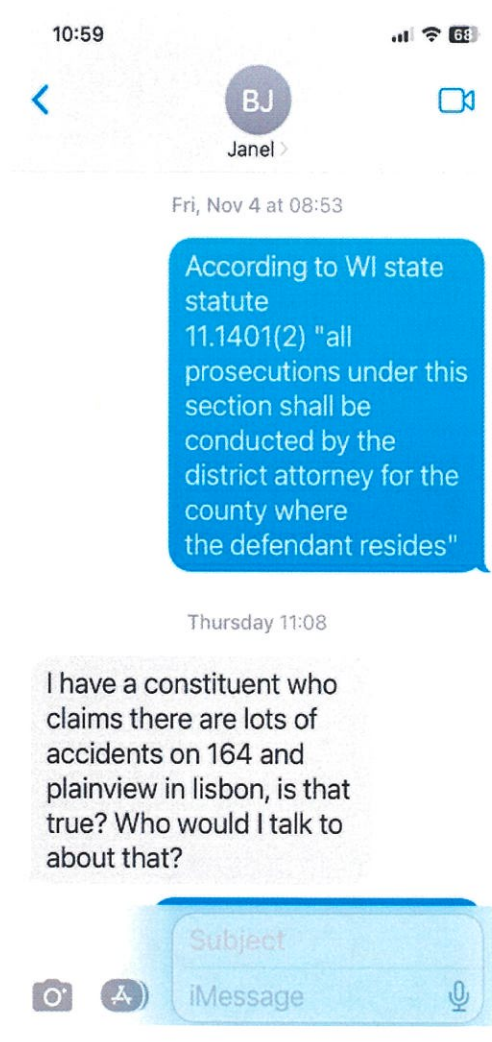 10:59
68
BJ
Janel
Fri, Nov 4 at 08:53
According to WI state
statute
11.1401(2) "all
prosecutions under this
section shall be
conducted by the
district attorney for the
county where
the defendant resides"
Thursday 11:08
I have a constituent who
claims there are lots of
accidents on 164 and
plainview in lisbon, is that
true? Who would I talk to
about that?
Subject
iMessage